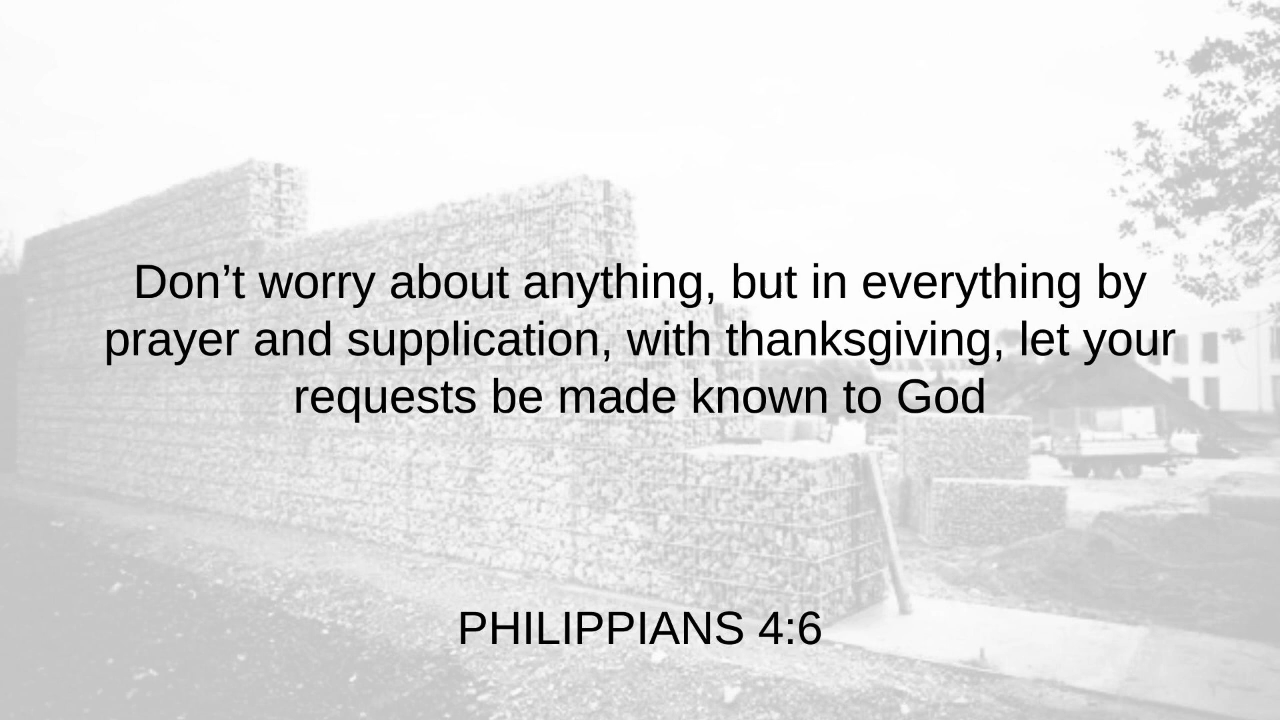 Don’t worry about anything, but in everything by
prayer and supplication, with thanksgiving, let your
requests be made known to God
PHILIPPIANS 4:6